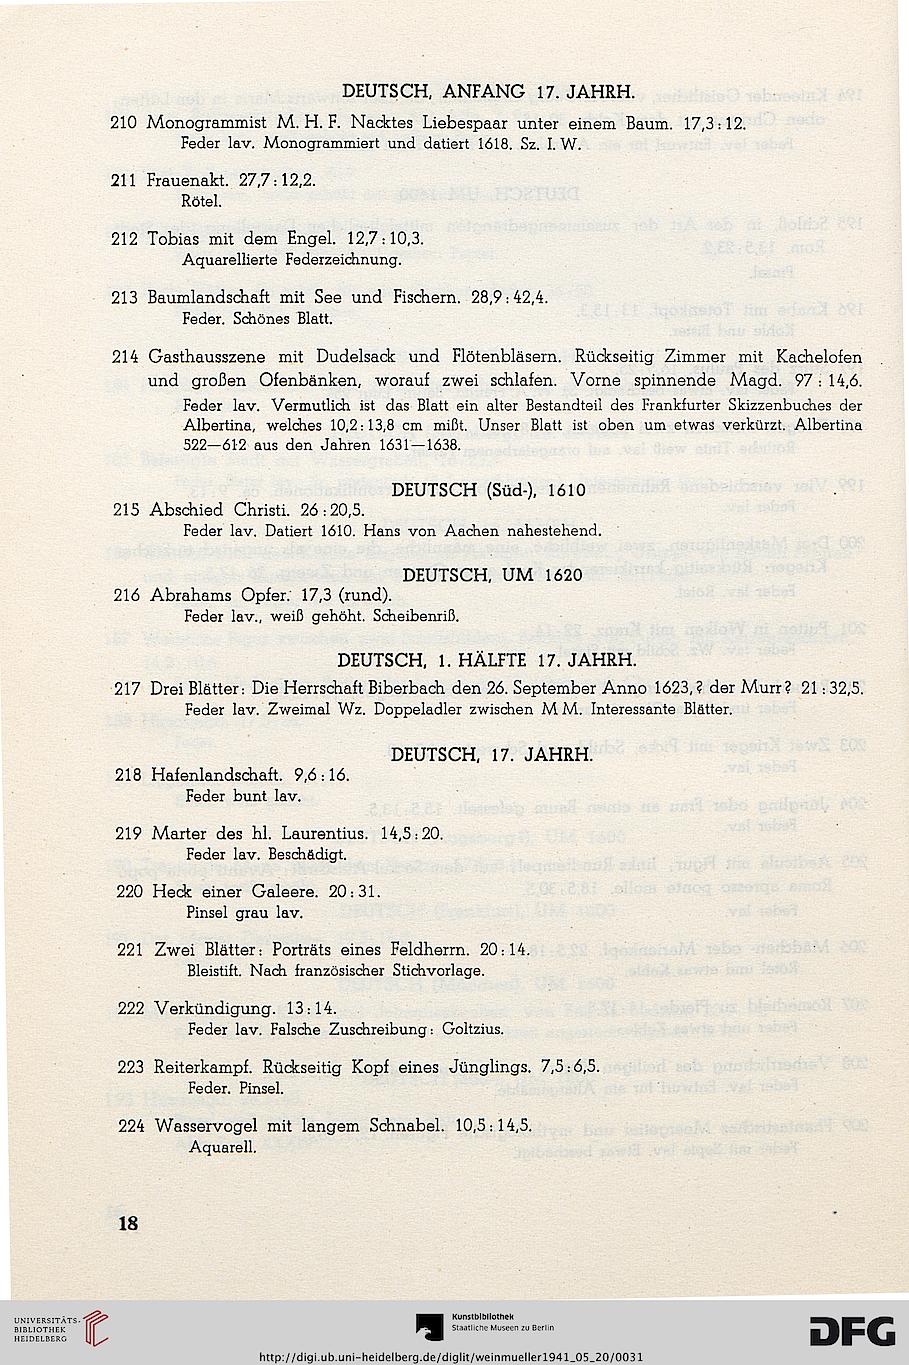 DEUTSCH, ANFANG 17. JAHRH.
210 Monogrammist M. H. F. Nacktes Liebespaar unter einem Baum. 17,3 : 12.
Feder lav. Monogrammiert und datiert 1618. Sz. I. W.
211 Frauenakt. 27,7 : 12,2.
Rötel.
212 Tobias mit dem Engel. 12,7 : 10,3.
Aquarellierte Federzeichnung.
213 Baumlandschaft mit See und Fischern. 28,9 : 42,4.
Feder. Schönes Blatt.
214 Gasthausszene mit Dudelsack und Flötenbläsern. Rückseitig Zimmer mit Kachelofen
und großen Ofenbänken, worauf zwei schlafen. Vorne spinnende Magd. 97 : 14,6.
Feder lav. Vermutlich ist das Blatt ein alter Bestandteil des Frankfurter Skizzenbuches der
Albertina, welches 10,2 : 13,8 cm mißt. Unser Blatt ist oben um etwas verkürzt. Albertina
522—612 aus den Jahren 1631—1638.
DEUTSCH (Süd-), 1610
215 Abschied Christi. 26 : 20,5.
Feder lav. Datiert 1610. Hans von Aachen nahestehend.
DEUTSCH, UM 1620
216 Abrahams Opfer. 17,3 (rund).
Feder lav., weiß gehöht. Scheibenriß.
DEUTSCH, 1. HÄLFTE 17. JAHRH.
217 Drei Blätter: Die Herrschaft Biberbach den 26. September Anno 1623, ? der Murr? 21 : 32,5.
Feder lav. Zweimal Wz. Doppeladler zwischen M M. Interessante Blätter.
DEUTSCH, 17. JAHRH.
218 Hafenlandschaft. 9,6 : 16.
Feder bunt lav.
219 Marter des hl. Laurentius. 14,5 : 20.
Feder lav. Beschädigt.
220 Heck einer Galeere. 20 : 31.
Pinsel grau lav.
221 Zwei Blätter: Porträts eines Feldherrn. 20 : 14.
Bleistift. Nach französischer Stichvorlage.
222 Verkündigung. 13 : 14.
Feder lav. Falsche Zuschreibung: Goltzius.
223 Reiterkampf. Rückseitig Kopf eines Jünglings. 7,5 : 6,5.
Feder. Pinsel.
224 Wasservogel mit langem Schnabel. 10,5 : 14,5.
Aquarell.
18
UNIVERSITÄTS-
BIBLIOTHEK
HEIDELBERG
Kunstbibliothek
Staatliche Museen zu Berlin
DFG
http://digi.ub.uni-heidelberg.de/diglit/weinmueller1941_05_20/0031